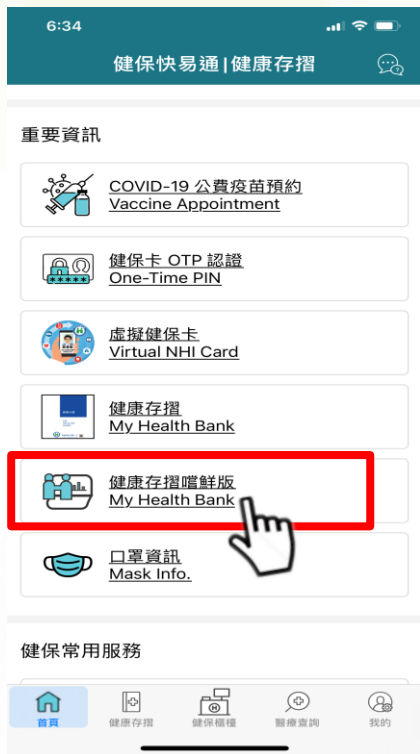 6:34
健保快易通|健康存摺
重要資訊
COVID-19 公費疫苗預約
Vaccine Appointment
健保卡 OTP 認證
One-Time PIN
虛擬健保卡
Virtual NHI Card
健康存摺
My Health Bank
健康存摺嚐鮮版
My Health Bank
口罩資訊
Mask Info.
健保常用服務
首頁
健康存摺
健保櫃檯
醫療查詢
我的